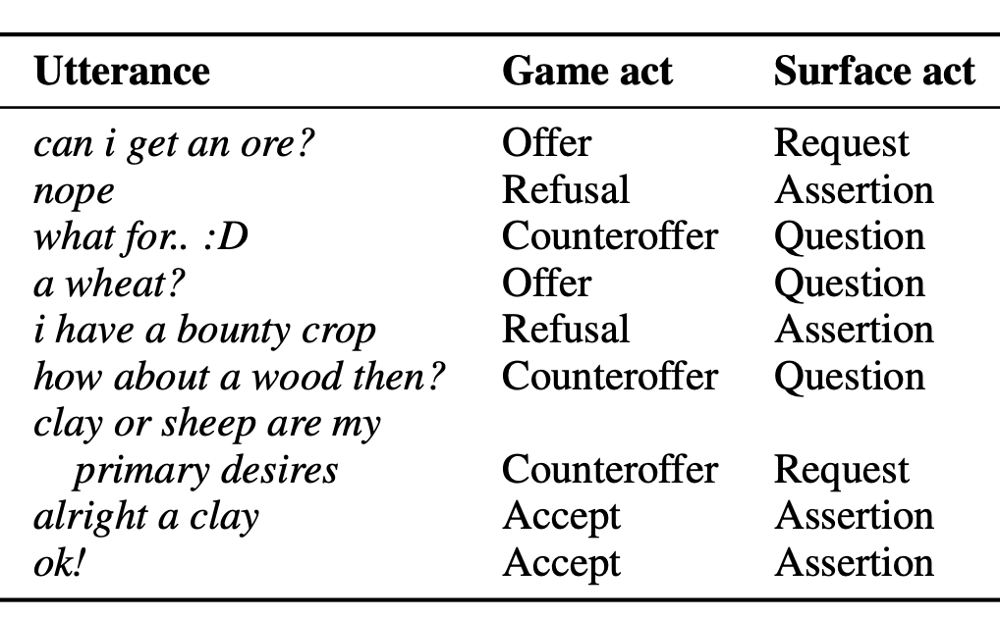 Utterance Game act Surface act
can i get an ore? Offer Request
nope Refusal Assertion
what for.. :D Counteroffer Question
a wheat? Offer Question
i have a bounty crop Refusal Assertion
how about a wood then? Counteroffer Question
clay or sheep are my
primary desires Counteroffer Request
alright a clay Accept Assertion
ok! Accept Assertion